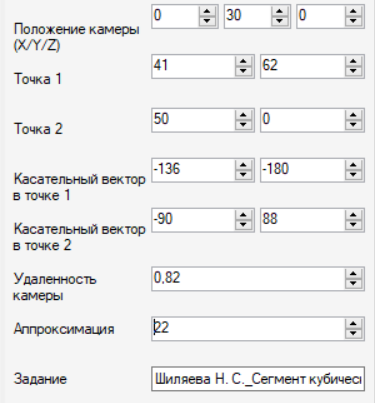 Положение камеры
(X/Y/Z)
0 30 0
Точка 1
41 62
Точка 2
50 0
Касательный вектор
в точке 1
-136 -180
Касательный вектор
в точке 2
-90 88
Удаленность
камеры
0,82
Аппроксимация
22
Задание
Шиляева Н. С._Сегмент кубичес